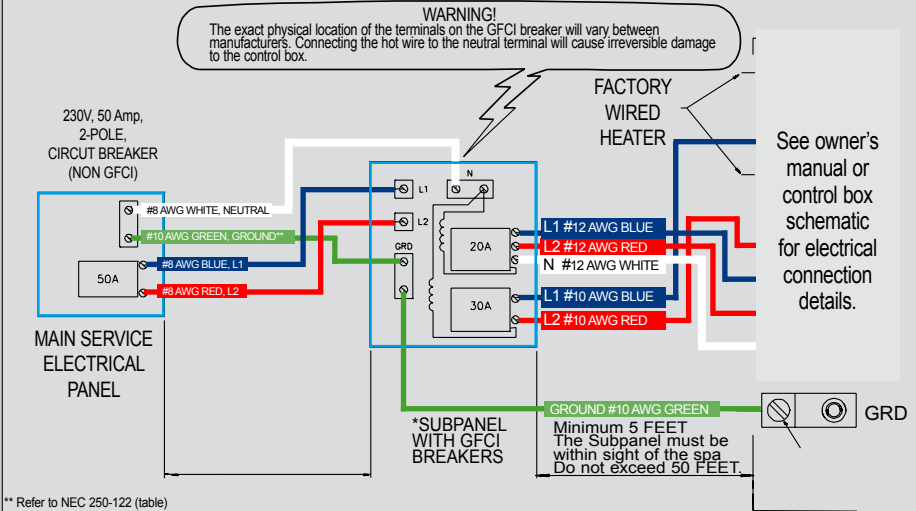 WARNING!
The exact physical location of the terminals on the GFCI breaker will vary between
manufacturers. Connecting the hot wire to the neutral terminal will cause irreversible damage
to the control box.
FACTORY
WIRED
HEATER
230V, 50 Amp,
2-POLE,
CIRCUT BREAKER
(NON GFCI)
See owner's
manual or
control box
schematic
for electrical
connection
details.
#8 AWG WHITE, NEUTRAL
#10 AWG GREEN, GROUND**
#8 AWG BLUE, L1
#8 AWG RED, L2
50A
MAIN SERVICE
ELECTRICAL
PANEL
L1
N
L2
GRD
20A
30A
L1 #12 AWG BLUE
L2 #12 AWG RED
N #12 AWG WHITE
L1 #10 AWG BLUE
L2 #10 AWG RED
*SUBPANEL
WITH GFCI
BREAKERS
GROUND #10 AWG GREEN
GRD
Minimum 5 FEET
The Subpanel must be
within sight of the spa
Do not exceed 50 FEET.
** Refer to NEC 250-122 (table)